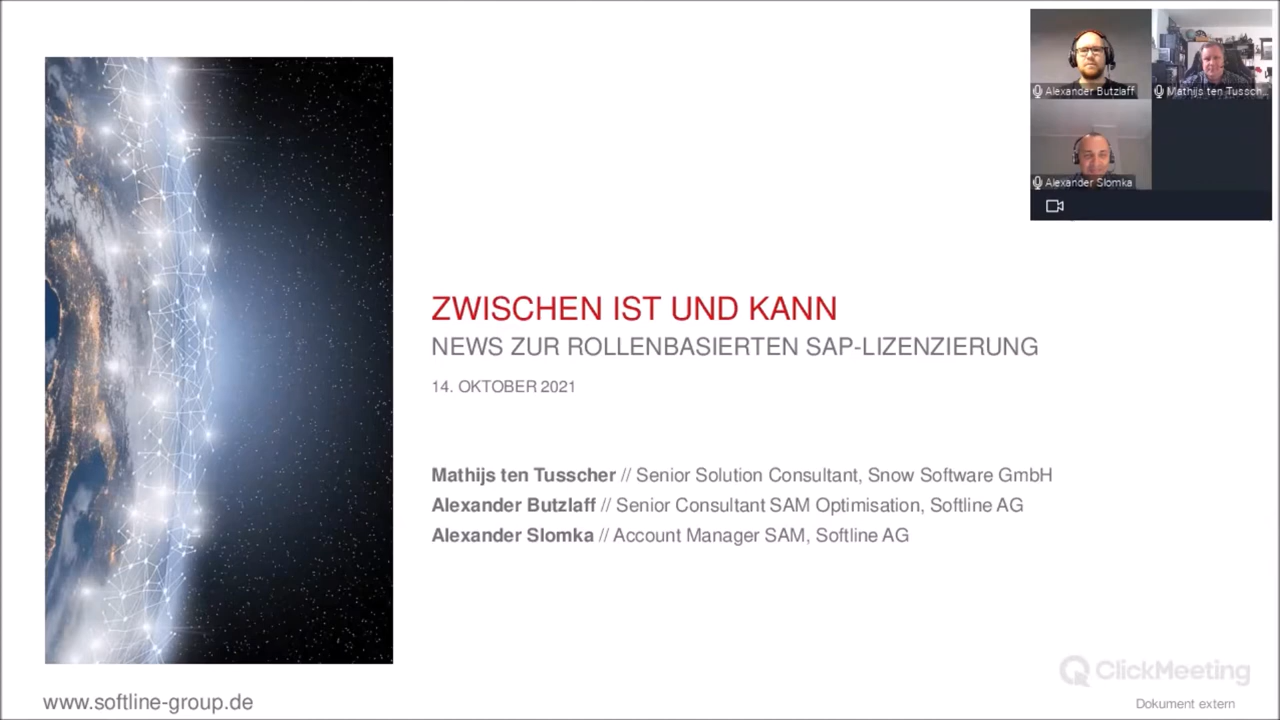 Alexander Butzlaff
Mathijs ten Tussch...
Alexander Slomka
ZWISCHEN IST UND KANN
NEWS ZUR ROLLENBASIERTEN SAP-LIZENZIERUNG
14. OKTOBER 2021
Mathijs ten Tusscher // Senior Solution Consultant, Snow Software GmbH
Alexander Butzlaff // Senior Consultant SAM Optimisation, Softline AG
Alexander Slomka // Account Manager SAM, Softline AG
ClickMeeting
www.softline-group.de
Dokument extern